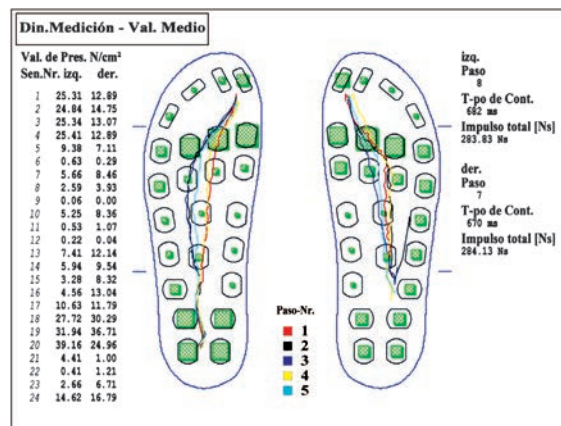 Din.Medición - Val. Medio
Val. de Pres. N/cm²
Sen.Nr. izq. der.
1 25.31 12.89
2 24.84 14.75
3 25.34 13.07
4 25.41 12.89
5 9.38 7.11
6 0.63 0.29
7 5.66 8.46
8 2.59 3.93
9 0.06 0.00
10 5.25 8.36
11 0.53 1.07
12 0.22 0.04
13 7.41 12.14
14 5.94 9.54
15 3.28 8.32
16 4.56 13.04
17 10.63 11.79
18 27.72 30.29
19 31.94 36.71
20 39.16 24.96
21 4.41 1.00
22 0.41 1.21
23 2.66 6.71
24 14.62 16.79
Paso-Nr.
1
2
3
4
5
izq.
Paso
8
T-po de Cont.
682 ms
Impulso total [Ns]
283.83 Ns
der.
Paso
7
T-po de Cont.
670 ms
Impulso total [Ns]
284.13 Ns